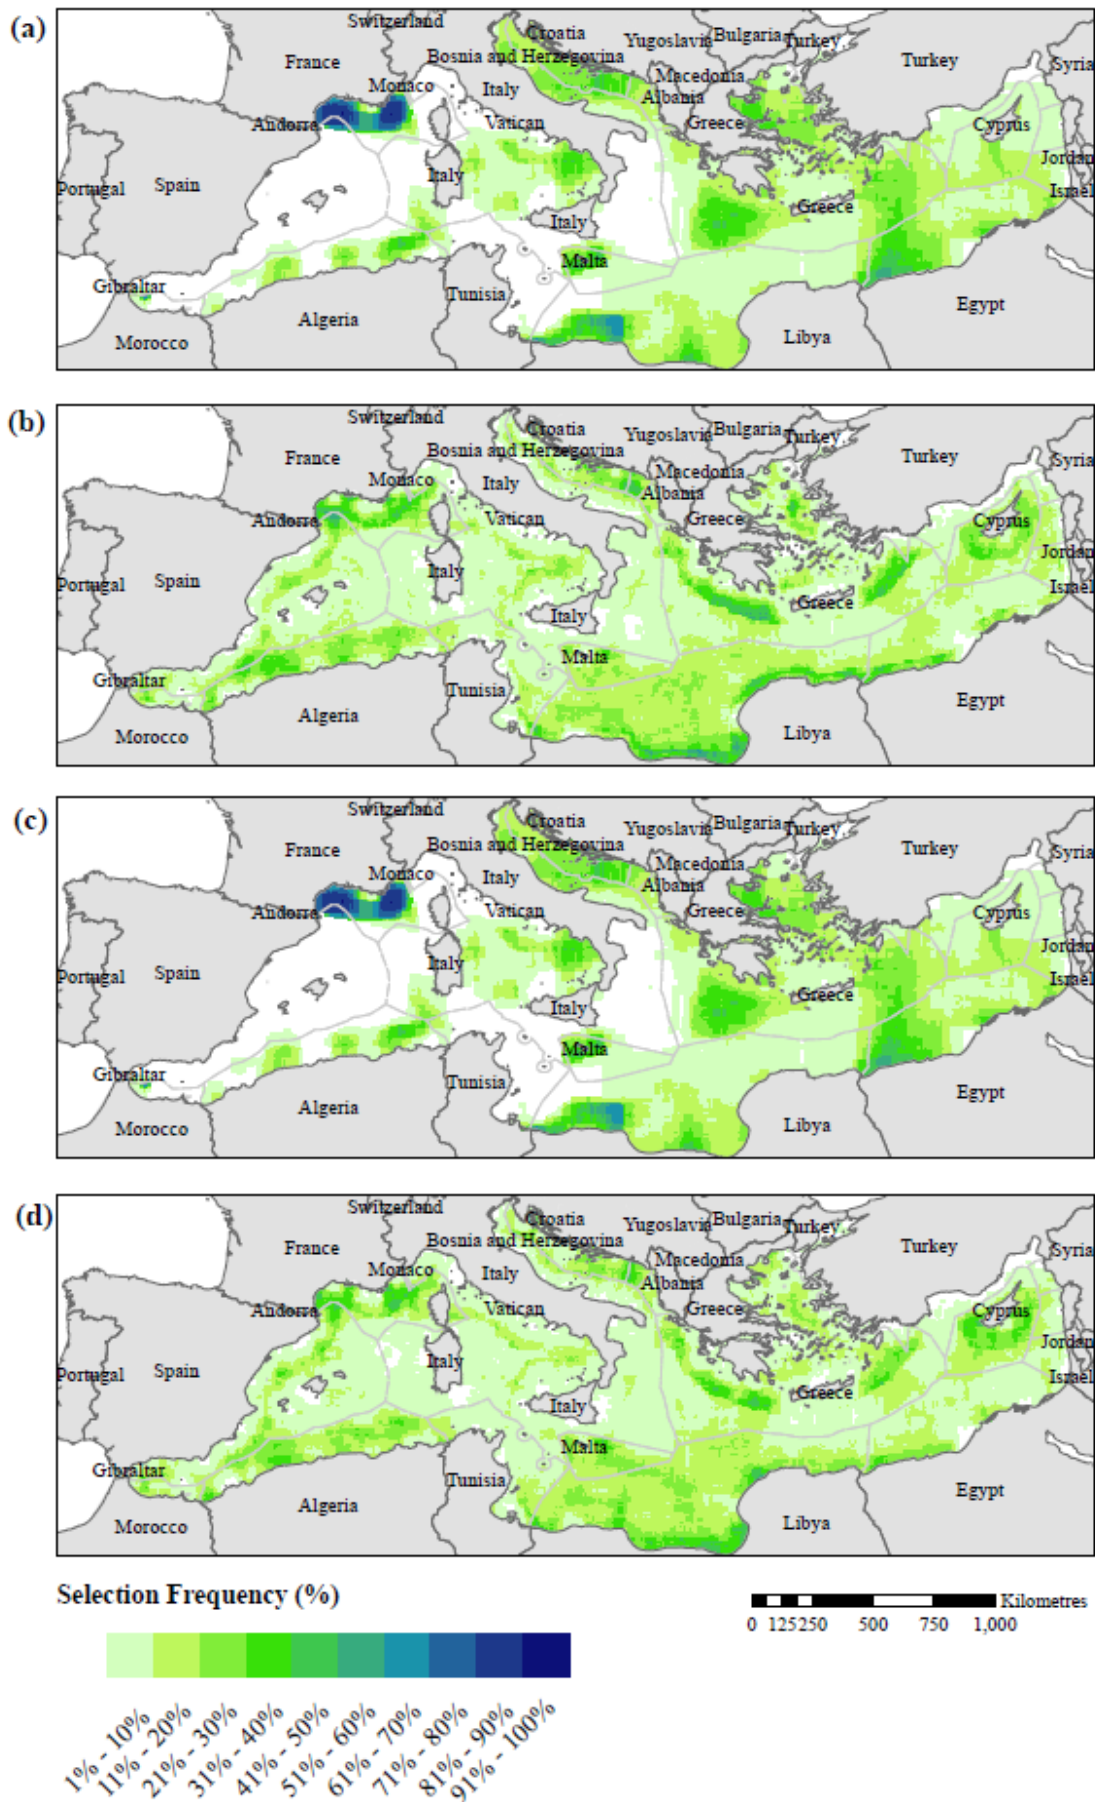 (a)
Switzerland
Croatia
Yugoslavia Bulgaria Turkey
France
Bosnia and Herzegovina
Turkey
Syria
Monaco
Italy
Macedonia
Albania
Andorra
Vatican
Greece
Cyprus
Jordan
Portugal
Spain
Italy
Israel
Greece
Italy
Malta
Gibraltar
Tunisia
Egypt
Algeria
Libya
Morocco
(b)
Switzerland
Croatia
Yugoslavia Bulgaria Turkey
France
Bosnia and Herzegovina
Turkey
Syria
Monaco
Italy
Macedonia
Albania
Andorra
Vatican
Greece
Cyprus
Jordan
Portugal
Spain
Italy
Israel
Greece
Italy
Malta
Gibraltar
Tunisia
Egypt
Algeria
Libya
Morocco
(c)
Switzerland
Croatia
Yugoslavia Bulgaria Turkey
France
Bosnia and Herzegovina
Turkey
Syria
Monaco
Italy
Macedonia
Albania
Andorra
Vatican
Greece
Cyprus
Jordan
Portugal
Spain
Italy
Israel
Greece
Italy
Malta
Gibraltar
Tunisia
Egypt
Algeria
Libya
Morocco
(d)
Switzerland
Croatia
Yugoslavia Bulgaria Turkey
France
Bosnia and Herzegovina
Turkey
Syria
Monaco
Italy
Macedonia
Albania
Andorra
Vatican
Greece
Cyprus
Jordan
Portugal
Spain
Italy
Israel
Greece
Italy
Malta
Gibraltar
Tunisia
Egypt
Algeria
Libya
Morocco
Selection Frequency (%)
Kilometres
0 125 250 500 750 1,000
1% - 10%
11% - 20%
21% - 30%
31% - 40%
41% - 50%
51% - 60%
61% - 70%
71% - 80%
81% - 90%
91% - 100%